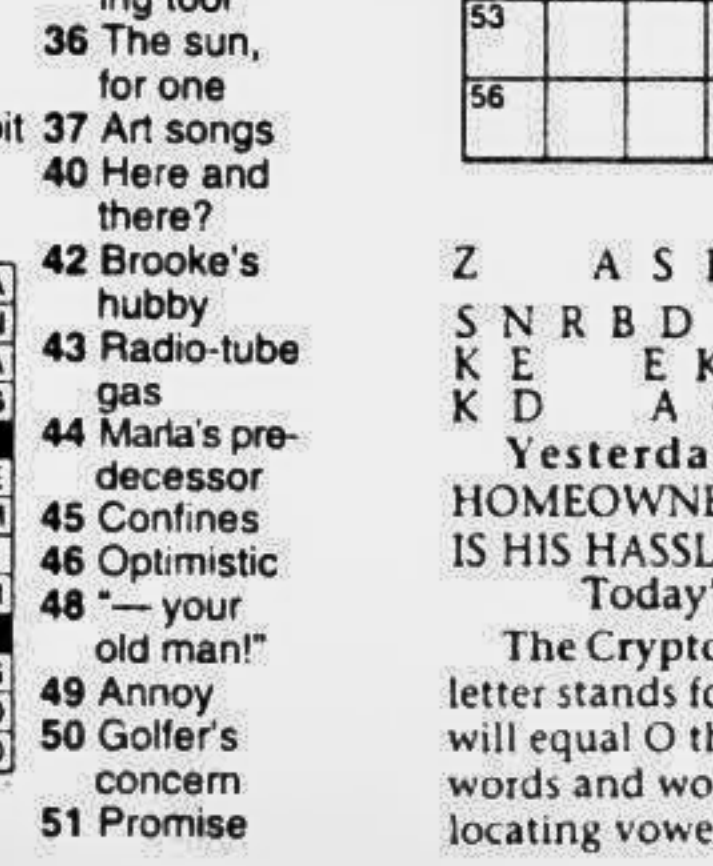 36 The sun,
for one
37 Art songs
40 Here and
there?
42 Brooke's
hubby
43 Radio-tube
gas
44 Marla's pre-
decessor
45 Confines
46 Optimistic
48 "— your
old man!"
49 Annoy
50 Golfer's
concern
51 Promise
53
56
Z A S
S N R B D
K E E K
K D A
Yesterda
HOMEOWNE
IS HIS HASSL
Today'
The Crypto
letter stands fo
will equal O th
words and wo
locating vowe